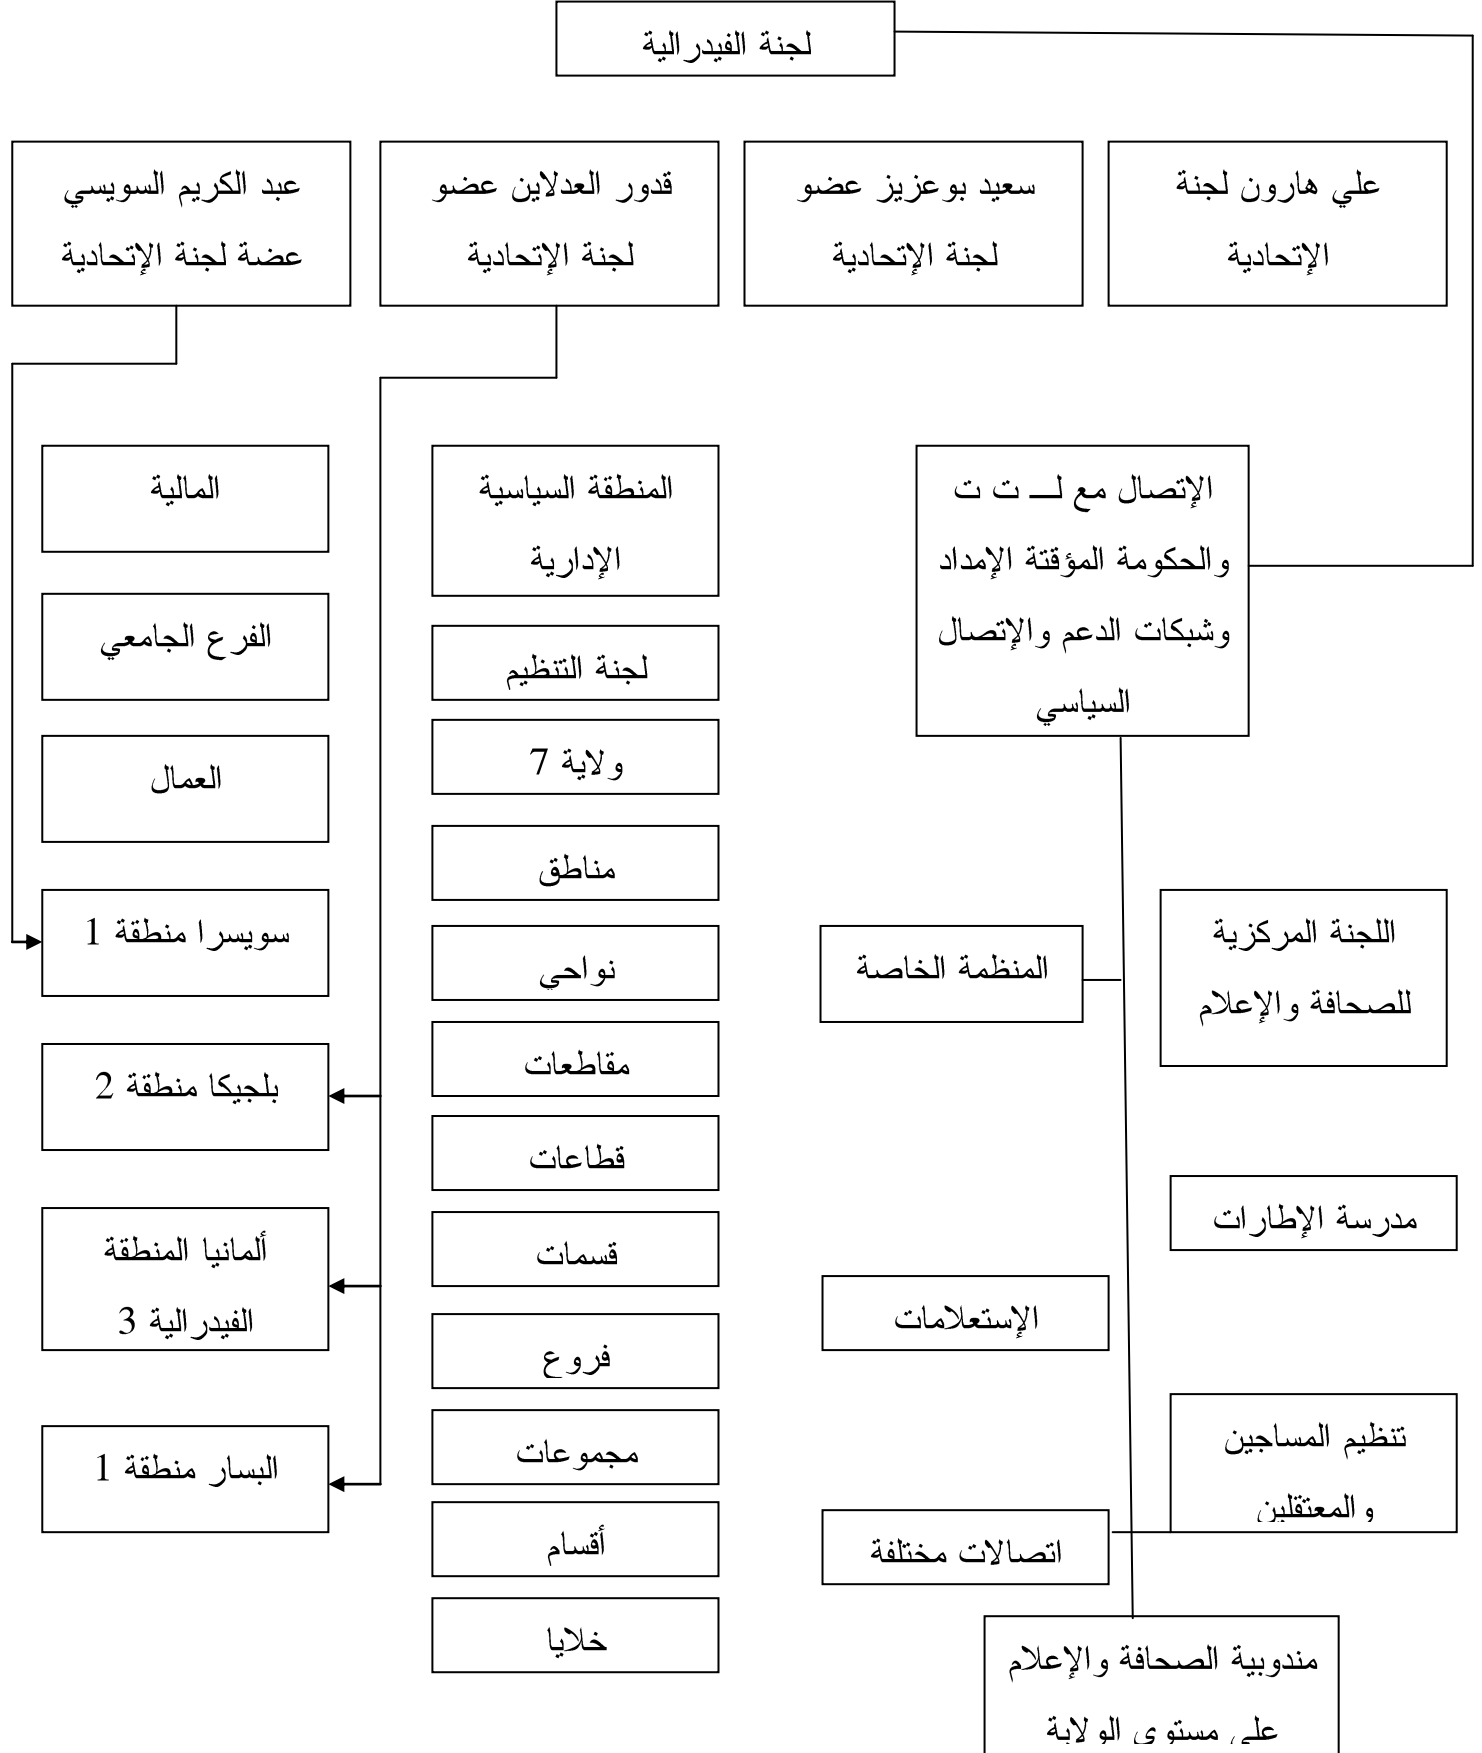 لجنة الفيدرالية
علي هارون لجنة
الإتحادية
سعيد بوعزيز عضو
لجنة الإتحادية
قدور العدلاين عضو
لجنة الإتحادية
عبد الكريم السويسي
عضة لجنة الإتحادية
الإتصال مع لـــ ت ت
والحكومة المؤقتة الإمداد
وشبكات الدعم والإتصال
السياسي
اللجنة المركزية
للصحافة والإعلام
المنظمة الخاصة
مدرسة الإطارات
الإستعلامات
تنظيم المساجين
والمعتقلين
اتصالات مختلفة
مندوبية الصحافة والإعلام
على مستوى الولاية
المنطقة السياسية
الإدارية
لجنة التنظيم
ولاية 7
مناطق
نواحي
مقاطعات
قطاعات
قسمات
فروع
مجموعات
أقسام
خلايا
المالية
الفرع الجامعي
العمال
سويسرا منطقة 1
بلجيكا منطقة 2
ألمانيا المنطقة
الفيدرالية 3
البسار منطقة 1